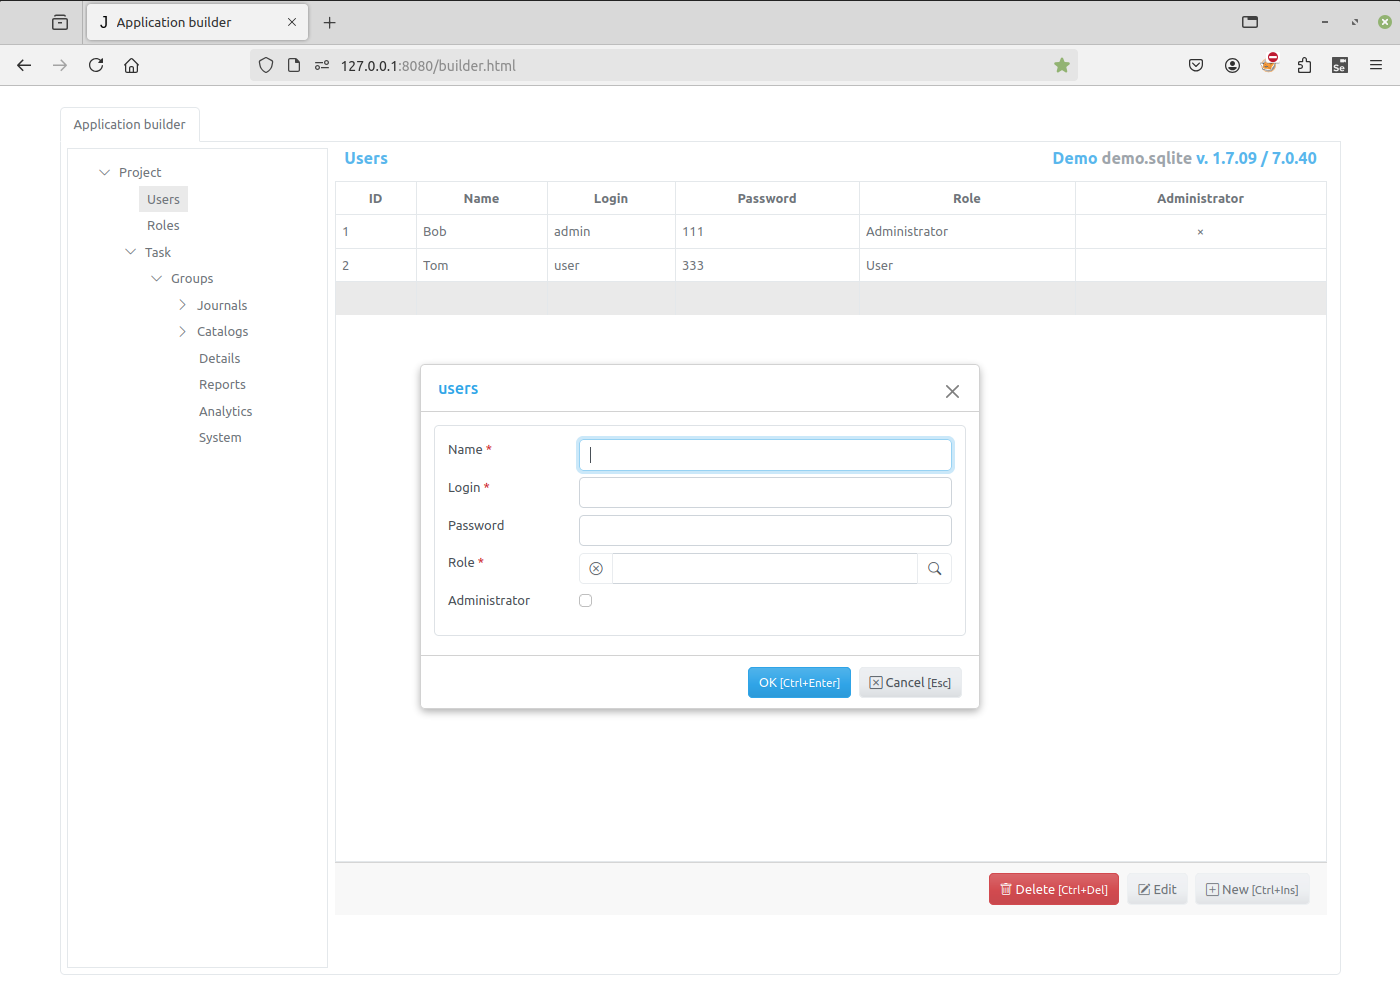 J Application builder
127.0.0.1:8080/builder.html
Se
Application builder
Project
Users
Roles
Task
Groups
Journals
Catalogs
Details
Reports
Analytics
System
Users
Demo demo.sqlite v. 1.7.09 / 7.0.40
ID Name Login Password Role Administrator
1 Bob admin 111 Administrator ×
2 Tom user 333 User
users
Name *
Login *
Password
Role *
Administrator
OK [Ctrl+Enter] Cancel [Esc]
Delete [Ctrl+Del] Edit New [Ctrl+Ins]